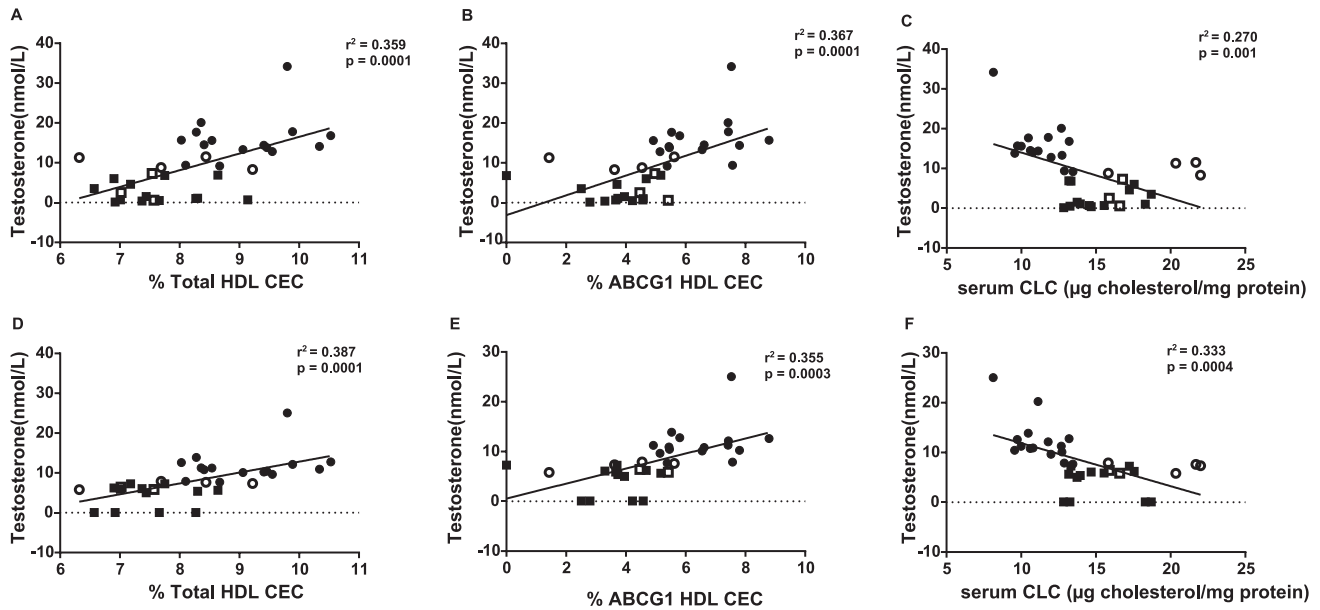 A
r² = 0.359
p = 0.0001
Testosterone(nmol/L)
40
30
20
10
0
-10
6 7 8 9 10 11
% Total HDL CEC
B
r² = 0.367
p = 0.0001
Testosterone(nmol/L)
40
30
20
10
0
-10
0 2 4 6 8 10
% ABCG1 HDL CEC
C
r² = 0.270
p = 0.001
Testosterone(nmol/L)
40
30
20
10
0
-10
5 10 15 20 25
serum CLC (µg cholesterol/mg protein)
D
r² = 0.387
p = 0.0001
Testosterone(nmol/L)
40
30
20
10
0
-10
6 7 8 9 10 11
% Total HDL CEC
E
r² = 0.355
p = 0.0003
Testosterone(nmol/L)
30
20
10
0
-10
0 2 4 6 8 10
% ABCG1 HDL CEC
F
r² = 0.333
p = 0.0004
Testosterone(nmol/L)
30
20
10
0
-10
5 10 15 20 25
serum CLC (µg cholesterol/mg protein)